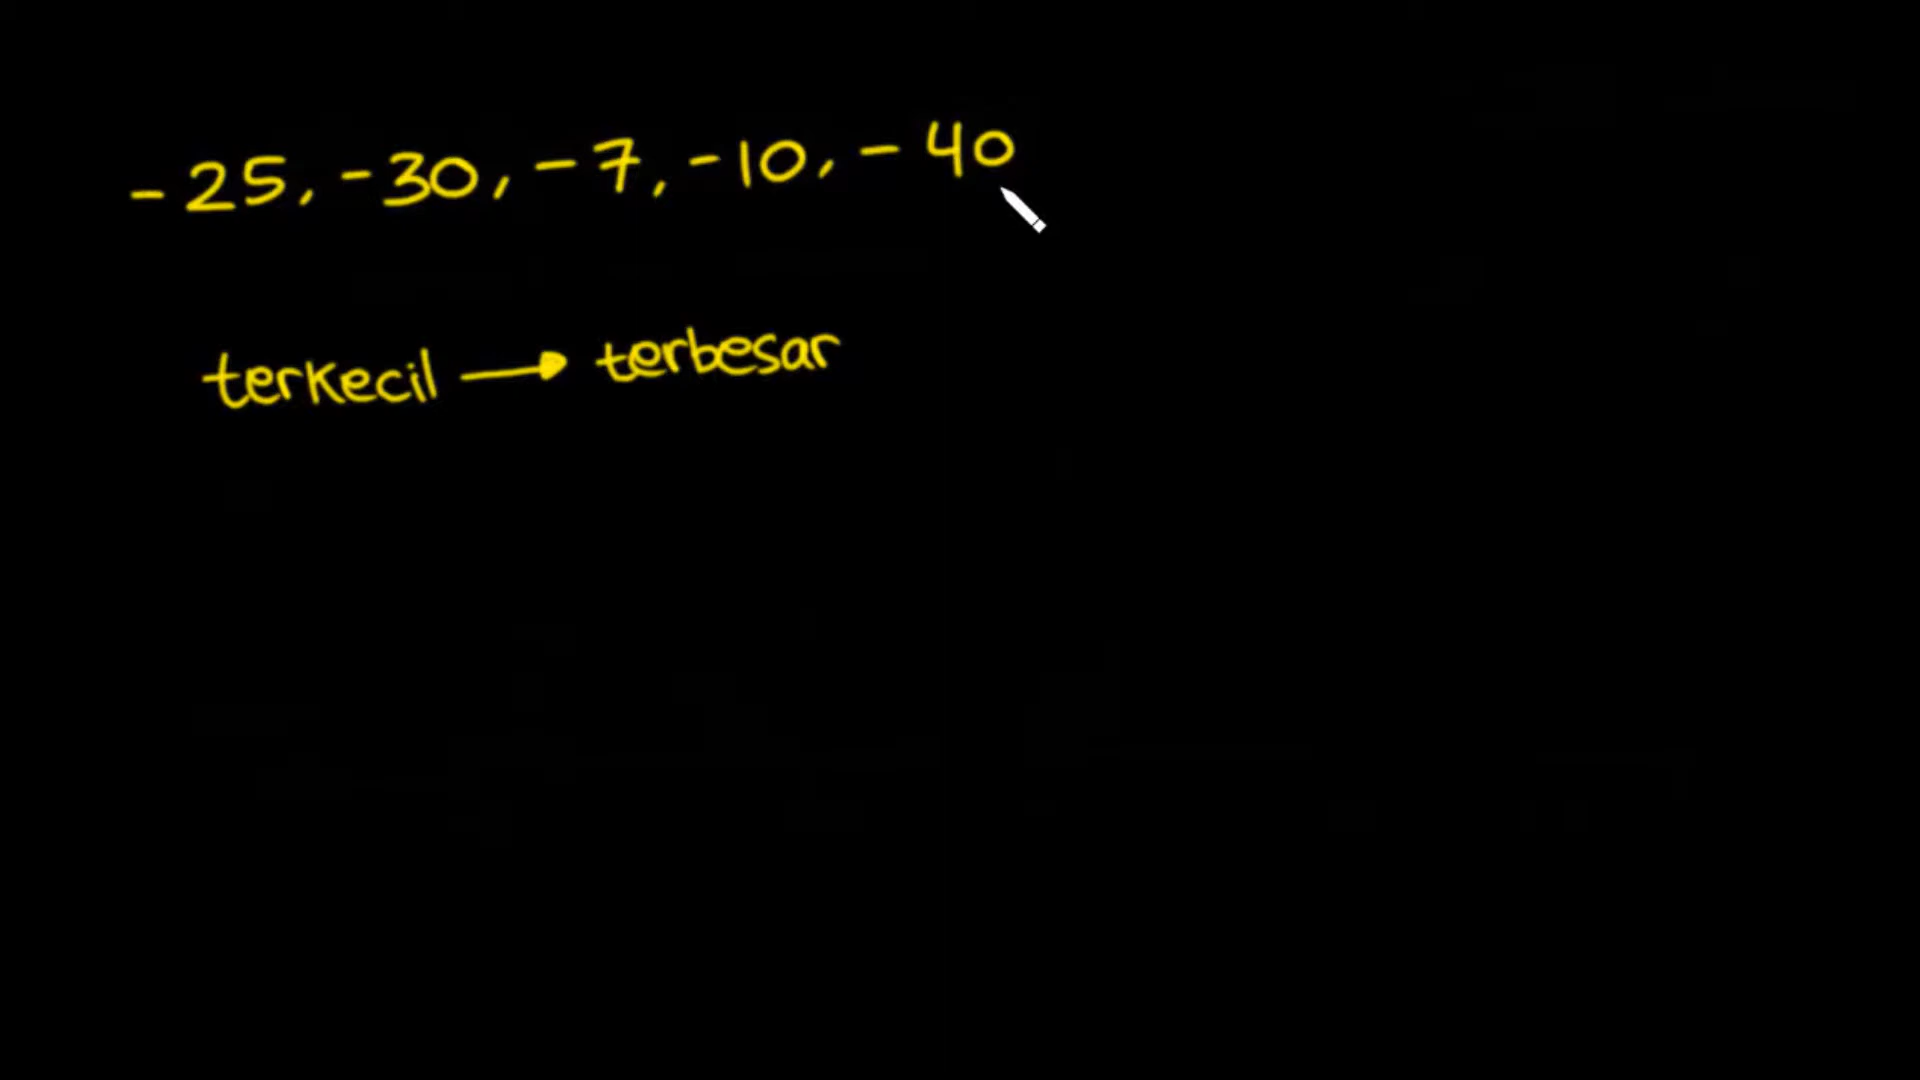 -25, -30, -7, -10, - 40
terkecil → terbesar